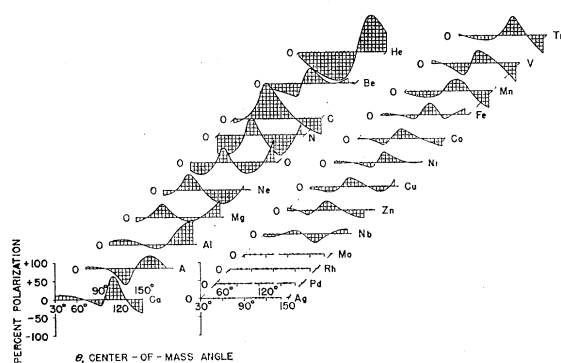 O He
O Be
O C
O N
O O
O Ne
O Mg
O Al
O A
O Ca
O Ti
O V
O Mn
O Fe
O Co
O Ni
O Cu
O Zn
O Nb
O Mo
O Rh
O Pd
O Ag
PERCENT POLARIZATION
+100
+50
0
-50
-100
30° 60° 90° 120° 150°
30° 60° 90° 120° 150°
θ, CENTER-OF-MASS ANGLE